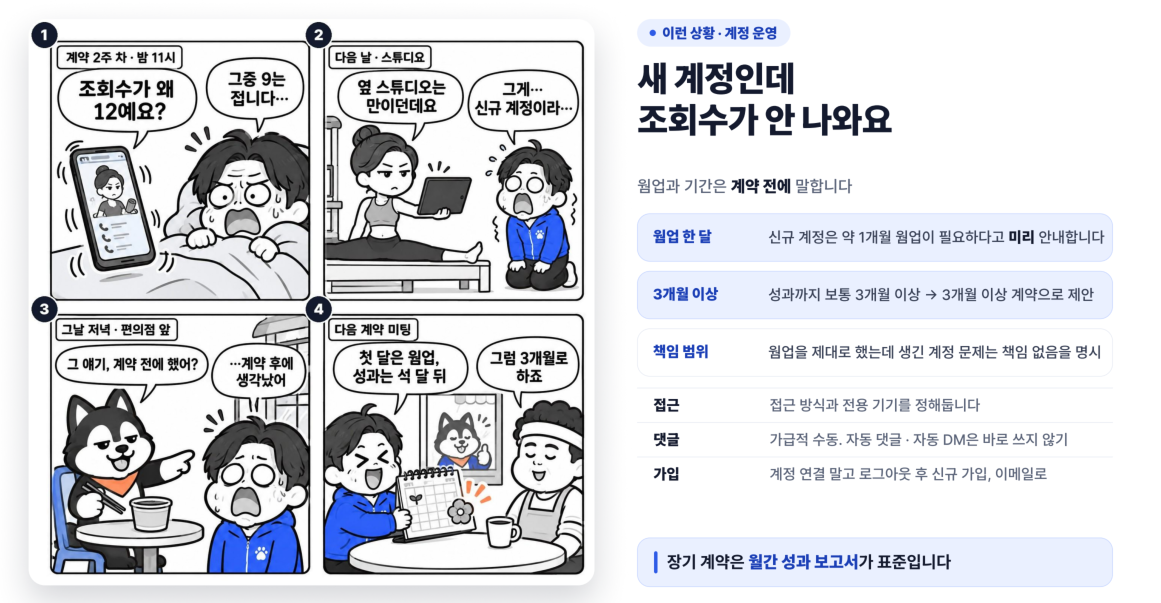 1
계약 2주 차 · 밤 11시
조회수가 왜
12예요?
그중 9는
접니다…
2
다음 날 · 스튜디오
옆 스튜디오는
만이던데요
그게…
신규 계정이라…
3
그날 저녁 · 편의점 앞
그 얘기, 계약 전에 했어?
…계약 후에
생각났어
4
다음 계약 미팅
첫 달은 웜업,
성과는 석 달 뒤
그럼 3개월로
하죠
이런 상황 · 계정 운영
새 계정인데
조회수가 안 나와요
웜업과 기간은 계약 전에 말합니다
웜업 한 달
신규 계정은 약 1개월 웜업이 필요하다고 미리 안내합니다
3개월 이상
성과까지 보통 3개월 이상 → 3개월 이상 계약으로 제안
책임 범위
웜업을 제대로 했는데 생긴 계정 문제는 책임 없음을 명시
접근
접근 방식과 전용 기기를 정해둡니다
댓글
가급적 수동. 자동 댓글 · 자동 DM은 바로 쓰지 않기
가입
계정 연결 말고 로그아웃 후 신규 가입, 이메일로
장기 계약은 월간 성과 보고서가 표준입니다